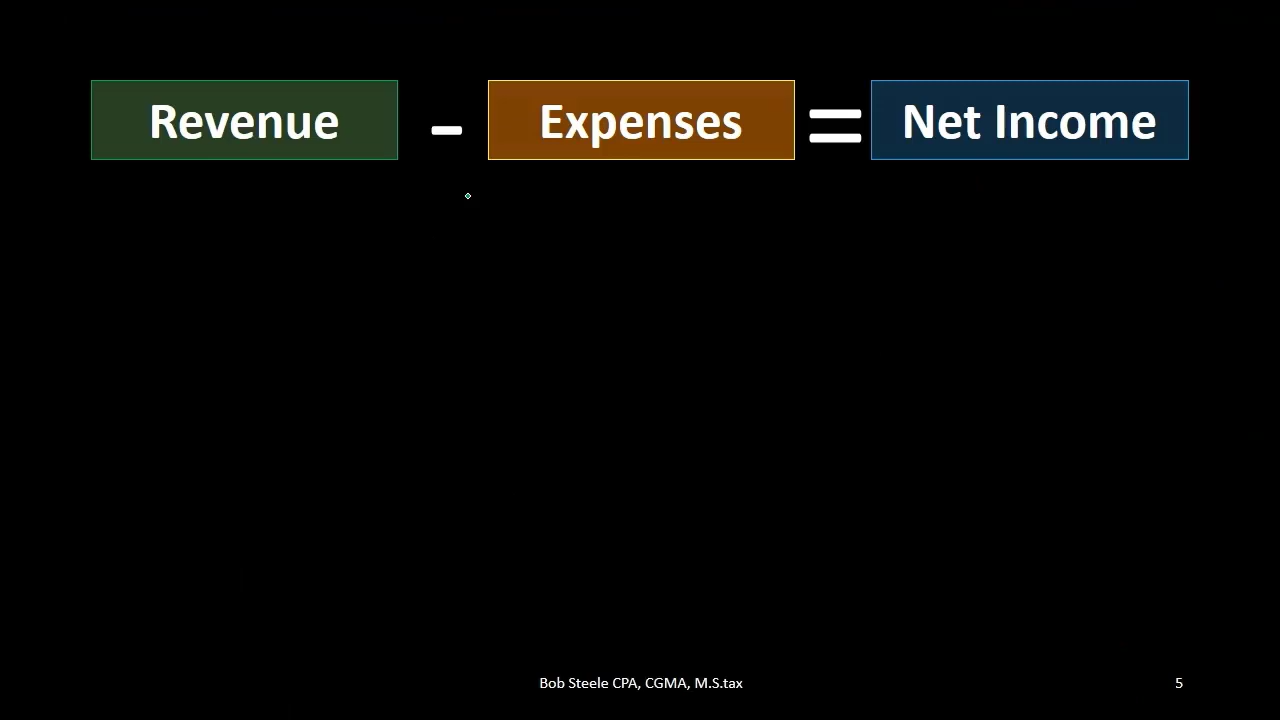 Revenue - Expenses = Net Income
Bob Steele CPA, CGMA, M.S.tax 5